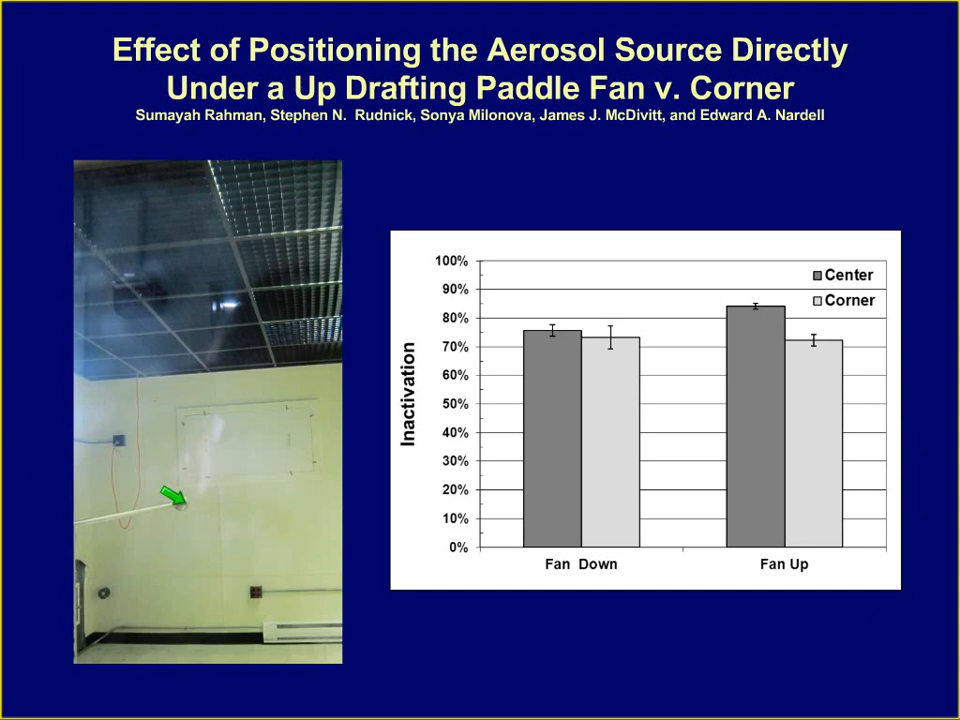 Effect of Positioning the Aerosol Source Directly
Under a Up Drafting Paddle Fan v. Corner
Sumayah Rahman, Stephen N. Rudnick, Sonya Milonova, James J. McDivitt, and Edward A. Nardell
100%
90%
80%
70%
60%
50%
40%
30%
20%
10%
0%
Inactivation
Center
Corner
Fan Down
Fan Up